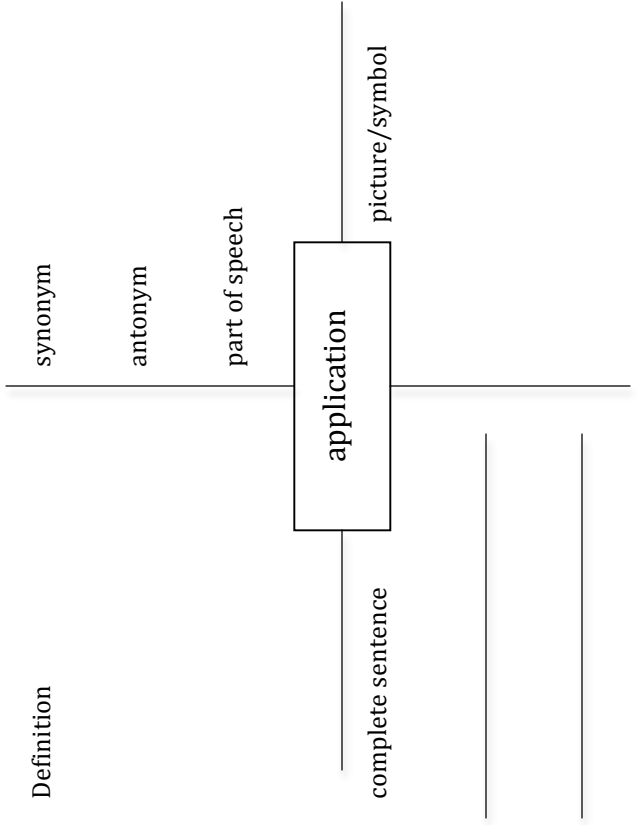 Definition
synonym
antonym
part of speech
application
complete sentence
picture/symbol